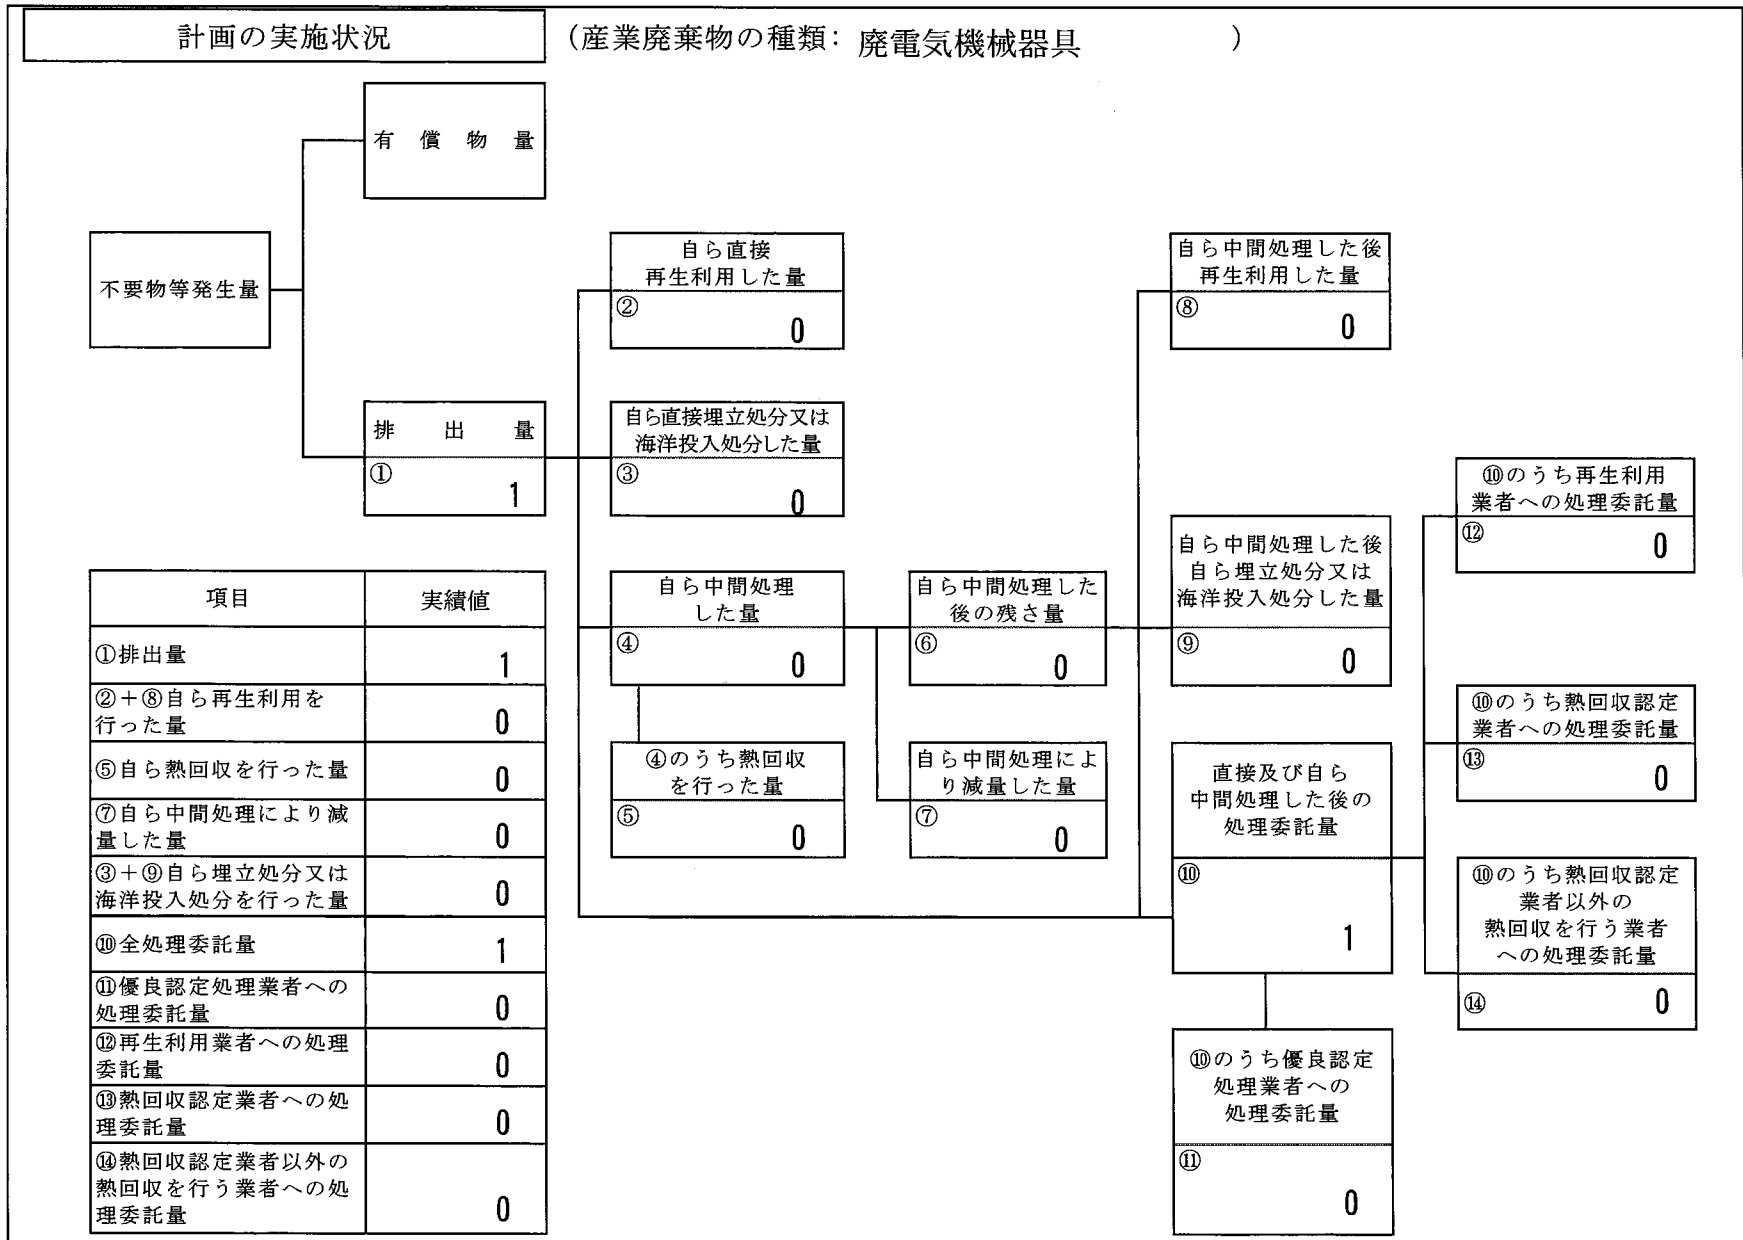 計画の実施状況
(産業廃棄物の種類: 廃電気機械器具 )
有償物量
不要物等発生量
排出量
①
1
自ら直接
再生利用した量
②
0
自ら直接埋立処分又は
海洋投入処分した量
③
0
自ら中間処理
した量
④
0
④のうち熱回収
を行った量
⑤
0
自ら中間処理した
後の残さ量
⑥
0
自ら中間処理によ
り減量した量
⑦
0
自ら中間処理した後
再生利用した量
⑧
0
自ら中間処理した後
自ら埋立処分又は
海洋投入処分した量
⑨
0
直接及び自ら
中間処理した後の
処理委託量
⑩
1
⑩のうち優良認定
処理業者への
処理委託量
⑪
0
⑩のうち再生利用
業者への処理委託量
⑫
0
⑩のうち熱回収認定
業者への処理委託量
⑬
0
⑩のうち熱回収認定
業者以外の
熱回収を行う業者
への処理委託量
⑭
0
項目 実績値
①排出量 1
②+⑧自ら再生利用を
行った量 0
⑤自ら熱回収を行った量 0
⑦自ら中間処理により減
量した量 0
③+⑨自ら埋立処分又は
海洋投入処分を行った量 0
⑩全処理委託量 1
⑪優良認定処理業者への
処理委託量 0
⑫再生利用業者への処理
委託量 0
⑬熱回収認定業者への処
理委託量 0
⑭熱回収認定業者以外の
熱回収を行う業者への処
理委託量 0